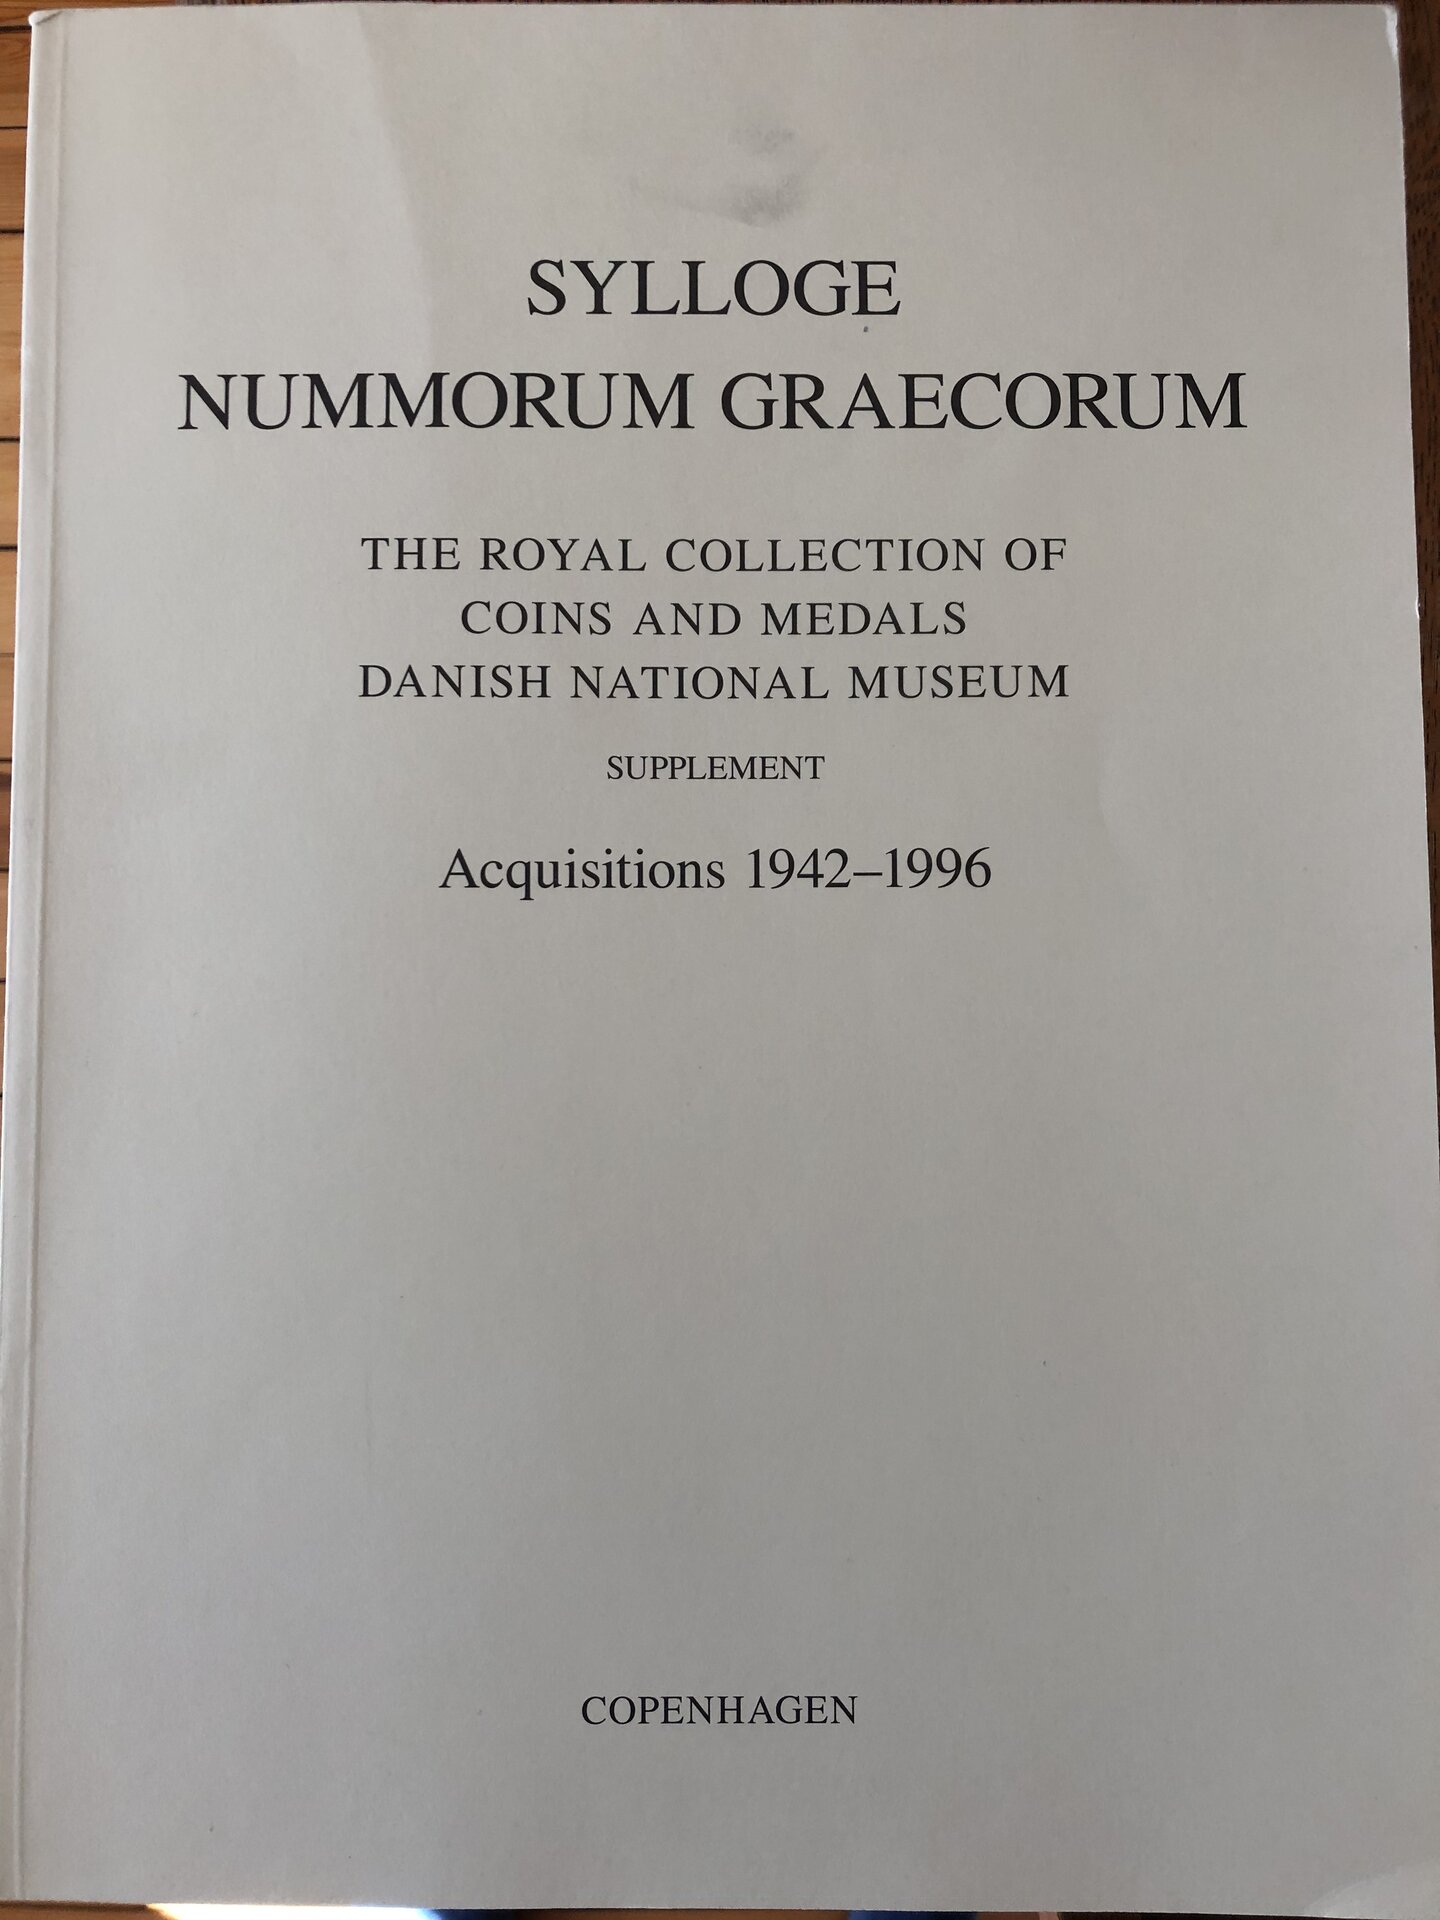 SYLLOGE
NUMMORUM GRAECORUM
THE ROYAL COLLECTION OF
COINS AND MEDALS
DANISH NATIONAL MUSEUM
SUPPLEMENT
Acquisitions 1942–1996
COPENHAGEN